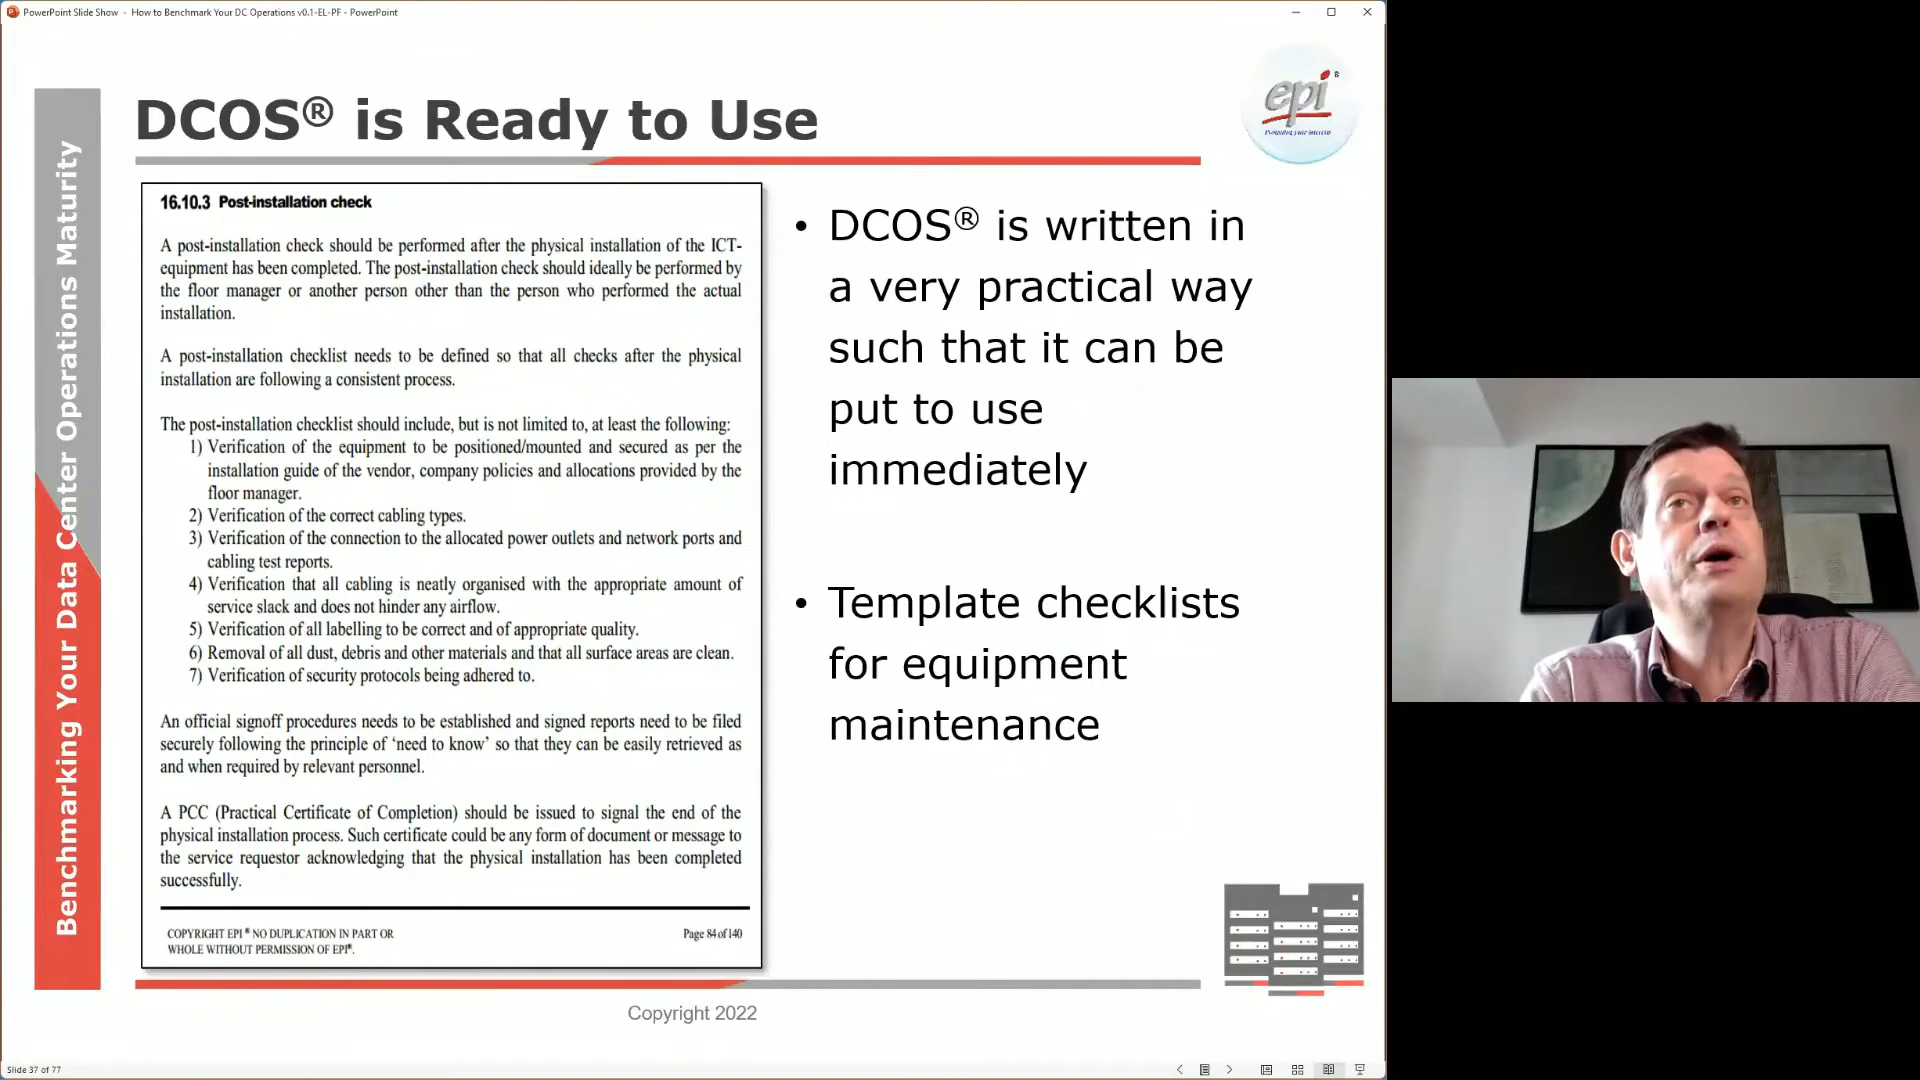 PowerPoint Slide Show - How to Benchmark Your DC Operations v0.1-EL-PF - PowerPoint
DCOS® is Ready to Use
epi®
Benchmarking Your Data Center Operations Maturity
16.10.3 Post-installation check
A post-installation check should be performed after the physical installation of the ICT-
equipment has been completed. The post-installation check should ideally be performed by
the floor manager or another person other than the person who performed the actual
installation.
A post-installation checklist needs to be defined so that all checks after the physical
installation are following a consistent process.
The post-installation checklist should include, but is not limited to, at least the following:
1) Verification of the equipment to be positioned/mounted and secured as per the
installation guide of the vendor, company policies and allocations provided by the
floor manager.
2) Verification of the correct cabling types.
3) Verification of the connection to the allocated power outlets and network ports and
cabling test reports.
4) Verification that all cabling is neatly organised with the appropriate amount of
service slack and does not hinder any airflow.
5) Verification of all labelling to be correct and of appropriate quality.
6) Removal of all dust, debris and other materials and that all surface areas are clean.
7) Verification of security protocols being adhered to.
An official signoff procedures needs to be established and signed reports need to be filed
securely following the principle of ‘need to know’ so that they can be easily retrieved as
and when required by relevant personnel.
A PCC (Practical Certificate of Completion) should be issued to signal the end of the
physical installation process. Such certificate could be any form of document or message to
the service requestor acknowledging that the physical installation has been completed
successfully.
COPYRIGHT EPI ® NO DUPLICATION IN PART OR
WHOLE WITHOUT PERMISSION OF EPI®.
Page 84 of 140
• DCOS® is written in
a very practical way
such that it can be
put to use
immediately
• Template checklists
for equipment
maintenance
Copyright 2022
Slide 37 of 77